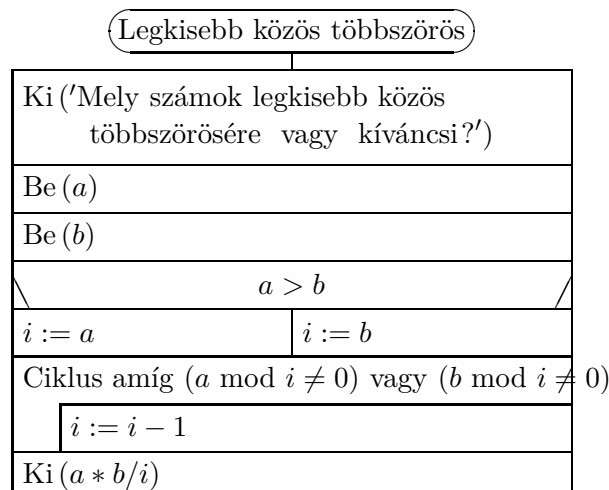 Legkisebb közös többszörös
Ki ('Mely számok legkisebb közös
többszörösére vagy kíváncsi?')
Be (a)
Be (b)
a > b
i := a
i := b
Ciklus amíg (a mod i ≠ 0) vagy (b mod i ≠ 0)
i := i − 1
Ki (a ∗ b/i)